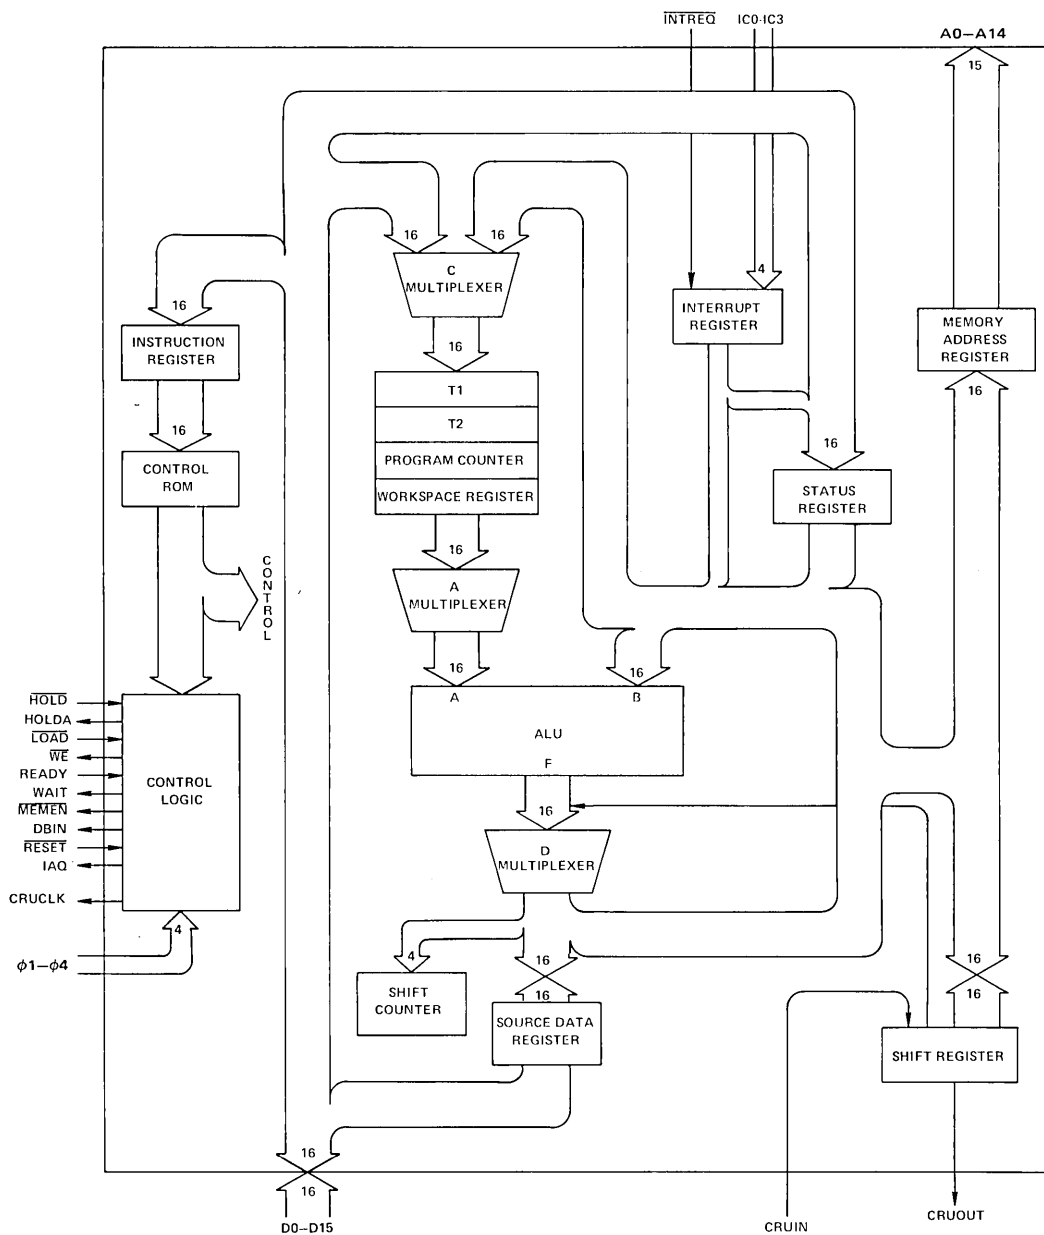 INTREQ IC0-IC3
A0–A14
15
16 16
C
MULTIPLEXER
4
INTERRUPT
REGISTER
16
INSTRUCTION
REGISTER
MEMORY
ADDRESS
REGISTER
16
16
T1
T2
PROGRAM COUNTER
WORKSPACE REGISTER
16
16
CONTROL
ROM
STATUS
REGISTER
16
A
MULTIPLEXER
CONTROL
16 16
A B
ALU
F
HOLD
HOLDA
LOAD
WE
READY
WAIT
MEMEN
DBIN
RESET
IAQ
CRUCLK
CONTROL
LOGIC
4
ϕ1–ϕ4
16
D
MULTIPLEXER
4
SHIFT
COUNTER
16
16
SOURCE DATA
REGISTER
16
16
SHIFT REGISTER
16
16
D0–D15
CRUIN
CRUOUT